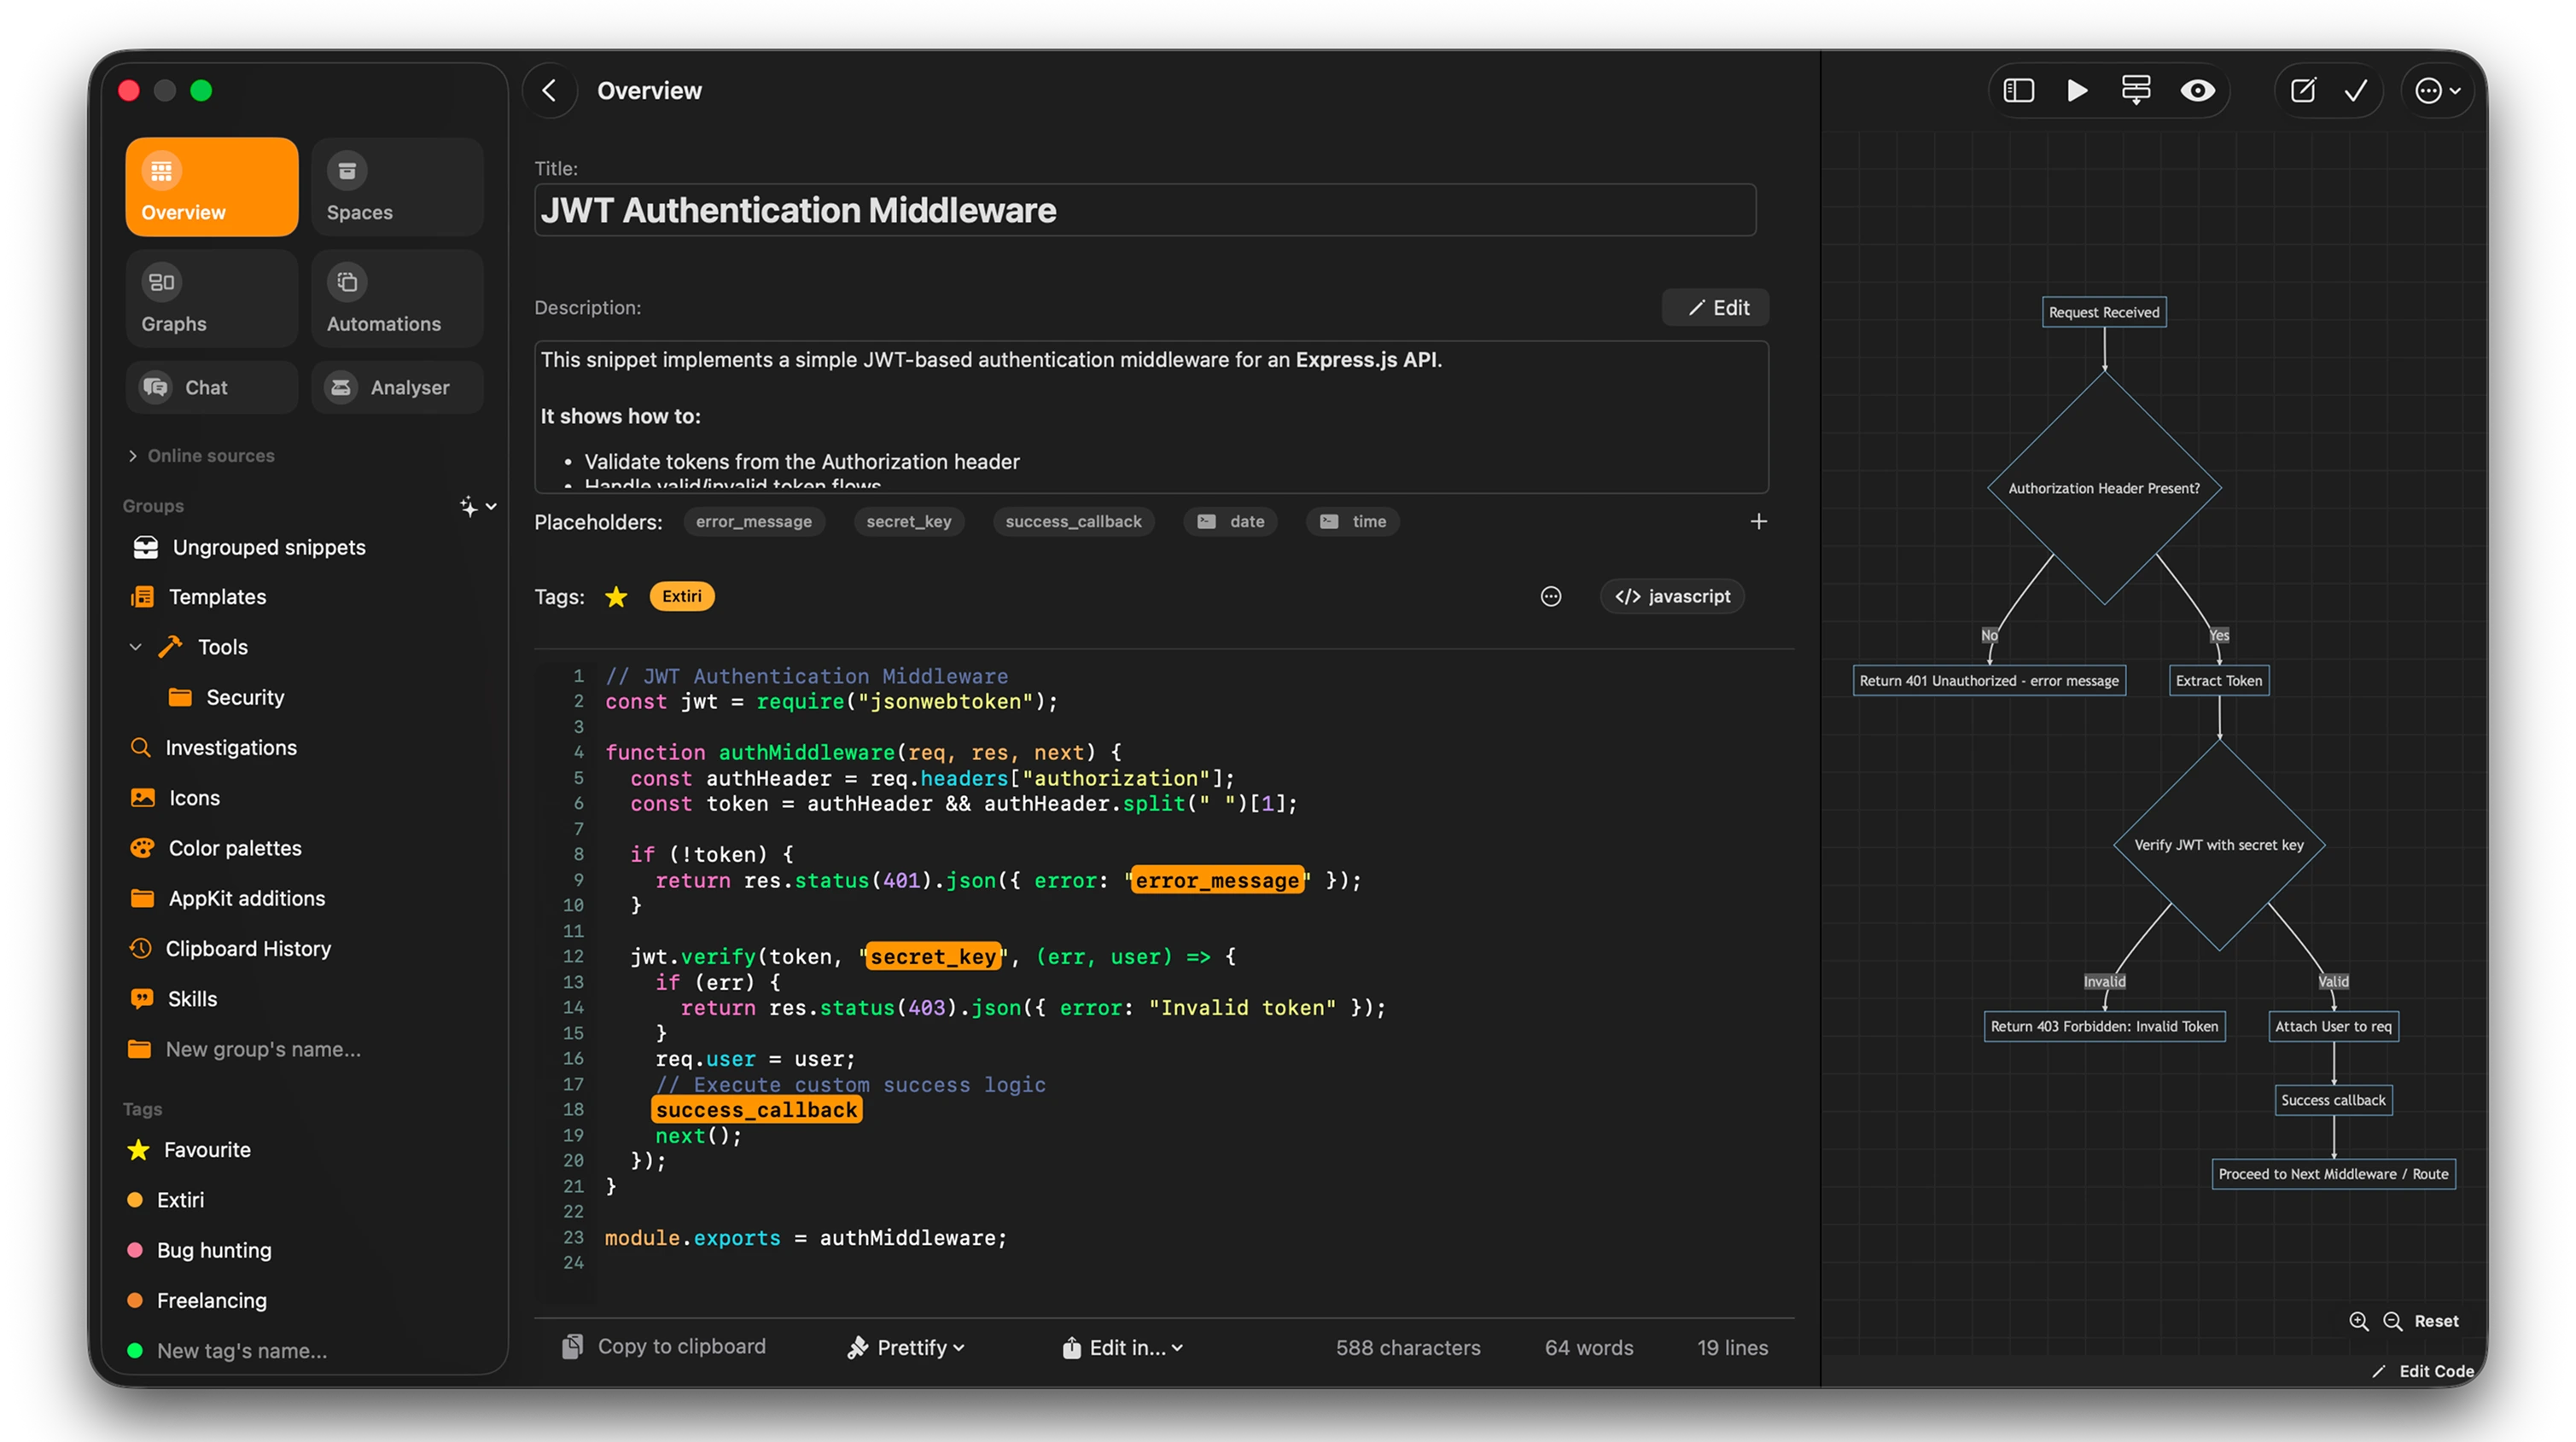 Overview
Spaces
Graphs
Automations
Chat
Analyser
Online sources
Groups
Ungrouped snippets
Templates
Tools
Security
Investigations
Icons
Color palettes
AppKit additions
Clipboard History
Skills
New group's name...
Tags
Favourite
Extiri
Bug hunting
Freelancing
New tag's name...
Overview
Title:
JWT Authentication Middleware
Description:
Edit
This snippet implements a simple JWT-based authentication middleware for an Express.js API.
It shows how to:
• Validate tokens from the Authorization header
• Handle valid/invalid token flows
Placeholders: error_message secret_key success_callback date time +
Tags: Extiri </> javascript
1 // JWT Authentication Middleware
2 const jwt = require("jsonwebtoken");
3
4 function authMiddleware(req, res, next) {
5 const authHeader = req.headers["authorization"];
6 const token = authHeader && authHeader.split(" ")[1];
7
8 if (!token) {
9 return res.status(401).json({ error: "error_message" });
10 }
11
12 jwt.verify(token, "secret_key", (err, user) => {
13 if (err) {
14 return res.status(403).json({ error: "Invalid token" });
15 }
16 req.user = user;
17 // Execute custom success logic
18 success_callback
19 next();
20 });
21 }
22
23 module.exports = authMiddleware;
24
Copy to clipboard Prettify Edit in... 588 characters 64 words 19 lines
Request Received
Authorization Header Present?
No
Yes
Return 401 Unauthorized - error message
Extract Token
Verify JWT with secret key
Invalid
Valid
Return 403 Forbidden: Invalid Token
Attach User to req
Success callback
Proceed to Next Middleware / Route
Reset
Edit Code